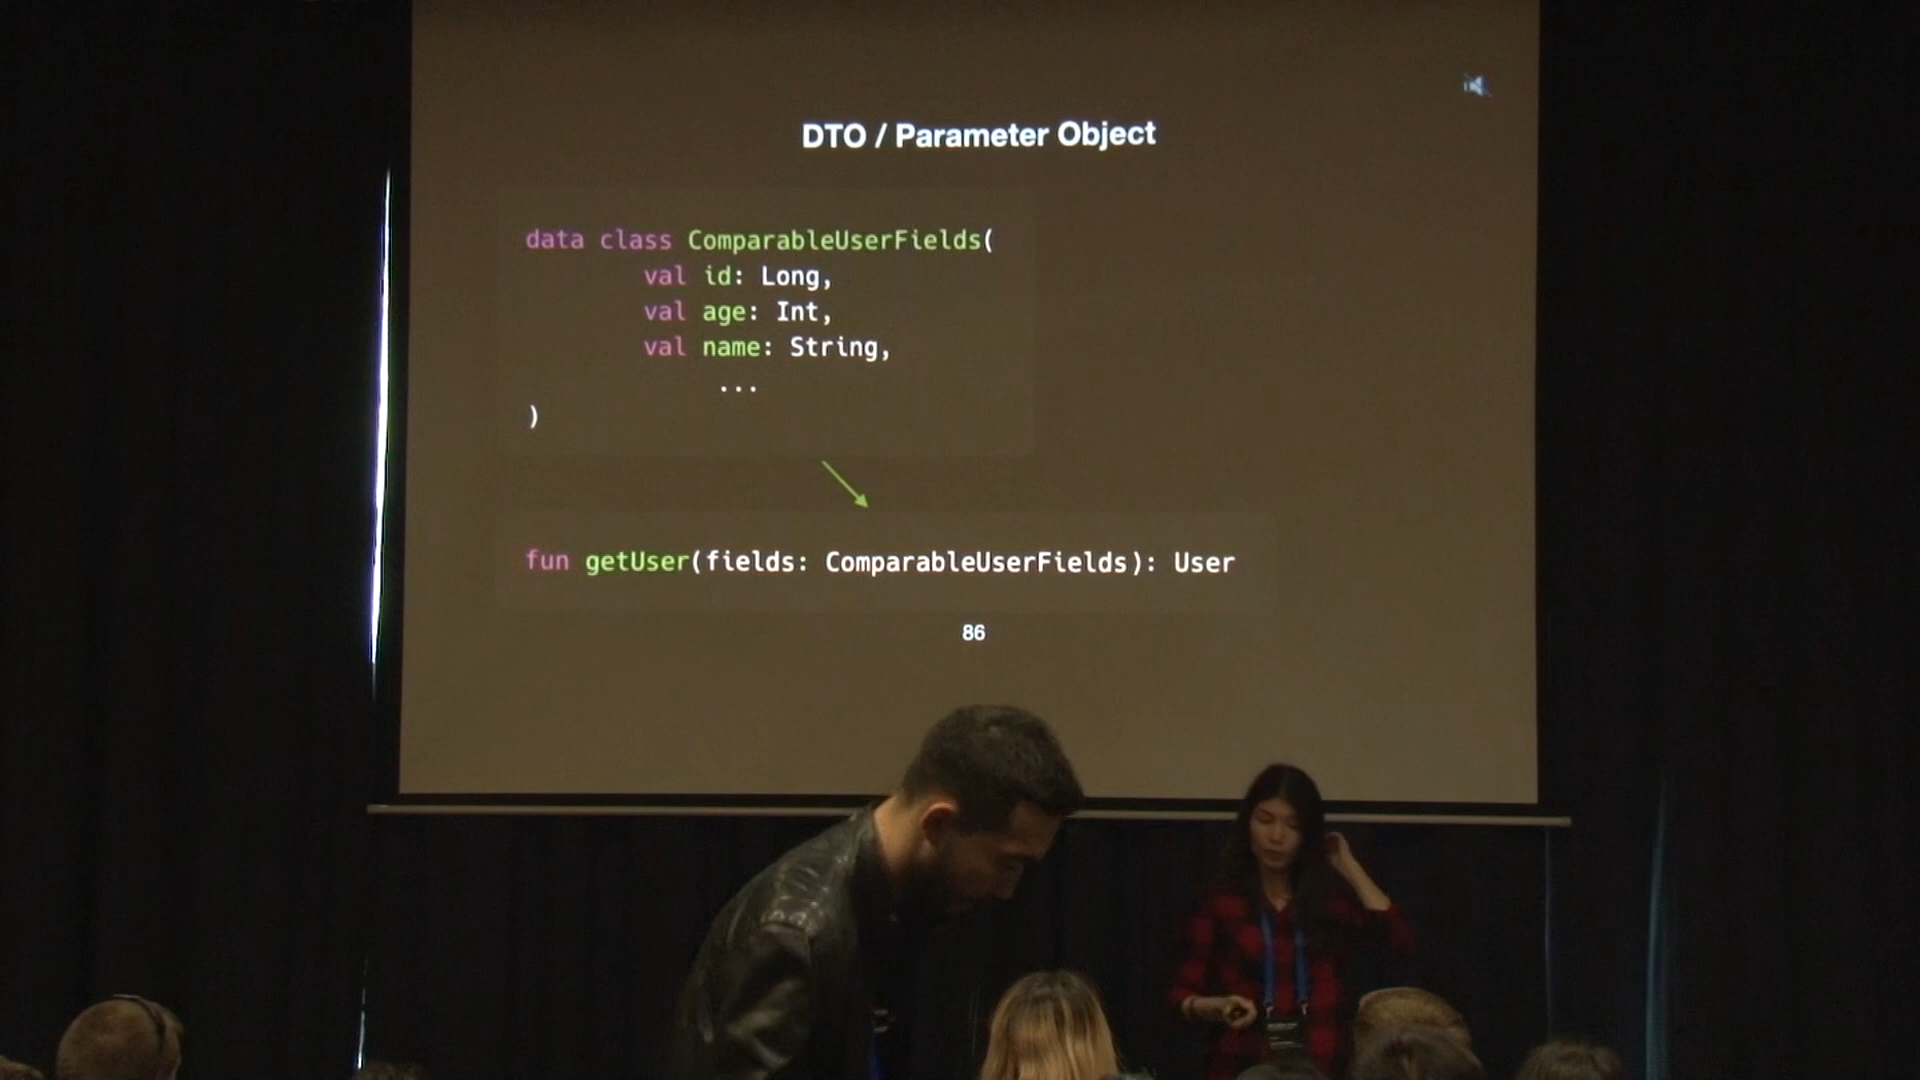 DTO / Parameter Object
data class ComparableUserFields(
val id: Long,
val age: Int,
val name: String,
...
)
fun getUser(fields: ComparableUserFields): User
86